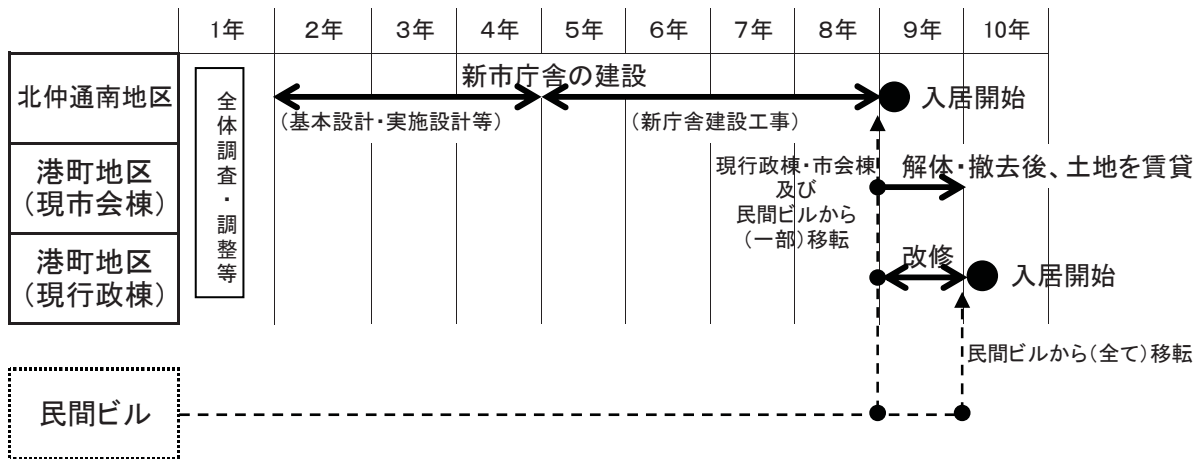 1年 2年 3年 4年 5年 6年 7年 8年 9年 10年
北仲通南地区
全体調査・調整等
新市庁舎の建設
(基本設計・実施設計等)
(新庁舎建設工事)
入居開始
港町地区
(現市会棟)
現行政棟・市会棟
及び
民間ビルから
(一部)移転
解体・撤去後、土地を賃貸
港町地区
(現行政棟)
改修
入居開始
民間ビルから(全て)移転
民間ビル